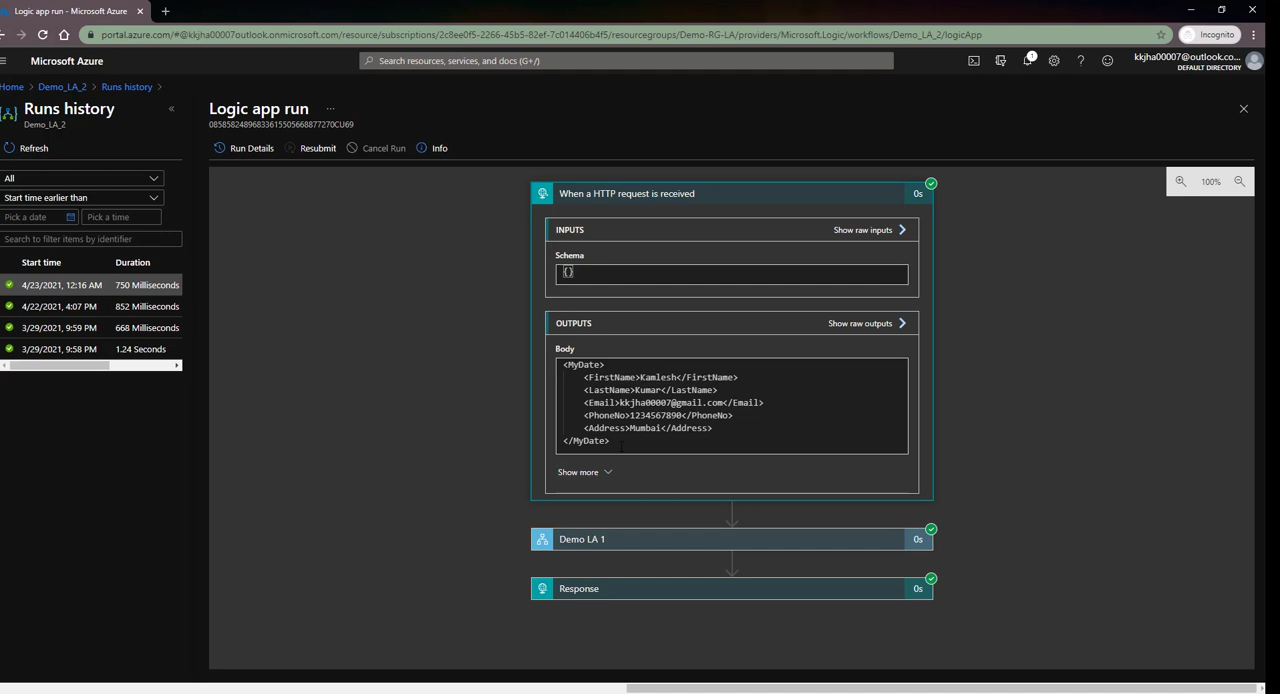 Logic app run - Microsoft Azure
portal.azure.com/#@kkjha00007outlook.onmicrosoft.com/resource/subscriptions/2c8ee0f5-2266-45b5-82ef-7c014406b4f5/resourcegroups/Demo-RG-LA/providers/Microsoft.Logic/workflows/Demo_LA_2/logicApp
Incognito
Microsoft Azure
Search resources, services, and docs (G+/)
1
kkjha00007@outlook.co...
DEFAULT DIRECTORY
Home > Demo_LA_2 > Runs history >
Runs history
Demo_LA_2
Refresh
All
Start time earlier than
Pick a date
Pick a time
Search to filter items by identifier
Start time Duration
4/23/2021, 12:16 AM 750 Milliseconds
4/22/2021, 4:07 PM 852 Milliseconds
3/29/2021, 9:59 PM 668 Milliseconds
3/29/2021, 9:58 PM 1.24 Seconds
Logic app run ...
08585824896833615505668877270CU69
Run Details Resubmit Cancel Run Info
100%
When a HTTP request is received 0s
INPUTS Show raw inputs
Schema
{}
OUTPUTS Show raw outputs
Body
<MyDate>
<FirstName>Kamlesh</FirstName>
<LastName>Kumar</LastName>
<Email>kkjha00007@gmail.com</Email>
<PhoneNo>1234567890</PhoneNo>
<Address>Mumbai</Address>
</MyDate>
Show more
Demo LA 1 0s
Response 0s